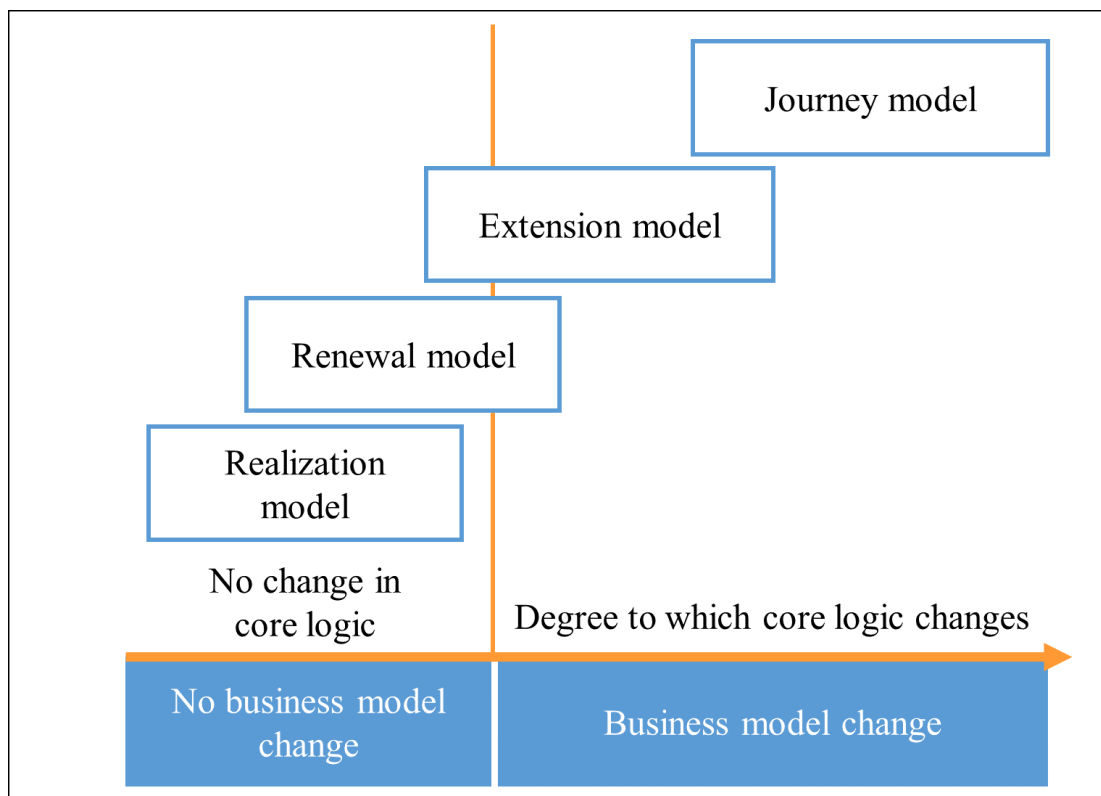 Journey model
Extension model
Renewal model
Realization
model
No change in
core logic
Degree to which core logic changes
No business model
change
Business model change